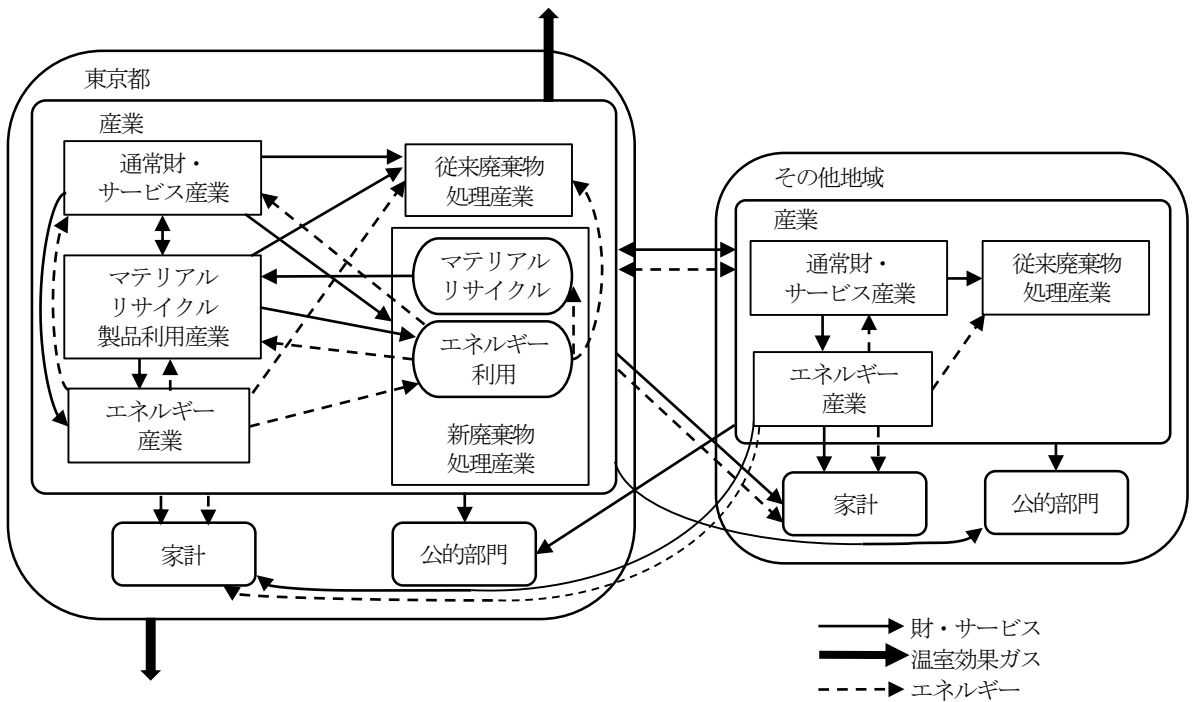 東京都
産業
通常財・
サービス産業
従来廃棄物
処理産業
マテリアル
リサイクル
製品利用産業
マテリアル
リサイクル
エネルギー
利用
エネルギー
産業
新廃棄物
処理産業
家計
公的部門
その他地域
産業
通常財・
サービス産業
従来廃棄物
処理産業
エネルギー
産業
家計
公的部門
財・サービス
温室効果ガス
エネルギー